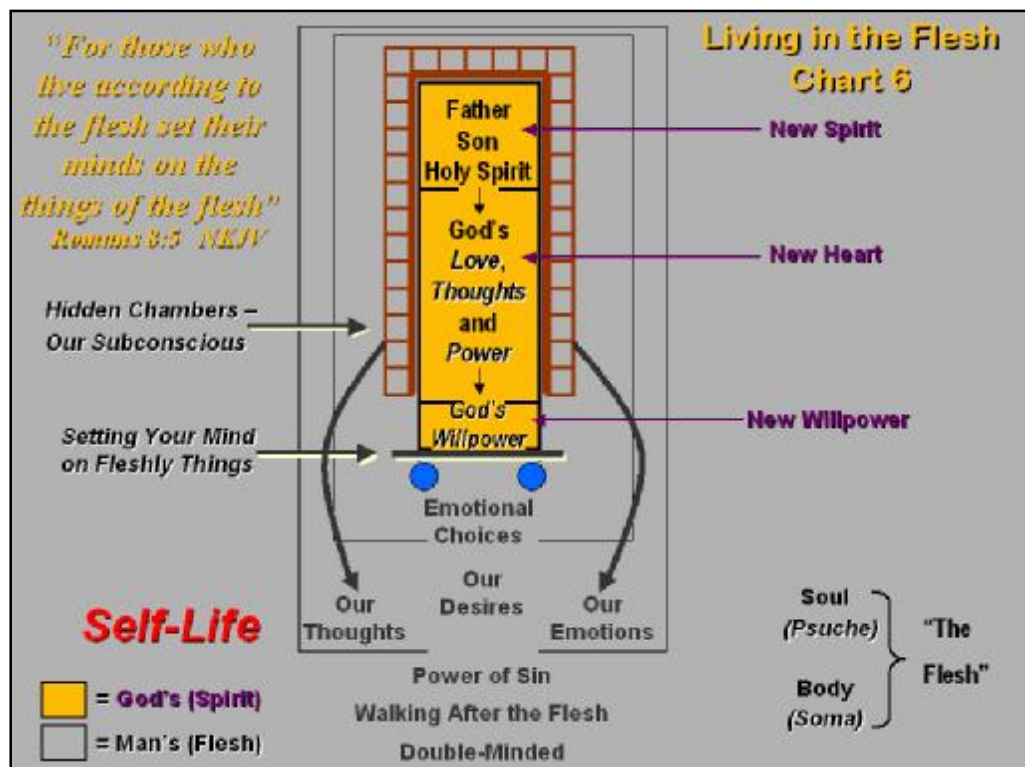 "For those who
live according to
the flesh set their
minds on the
things of the flesh"
Romans 8:5 NKJV
Living in the Flesh
Chart 6
Father
Son
Holy Spirit
New Spirit
God's
Love,
Thoughts
and
Power
New Heart
God's
Willpower
New Willpower
Hidden Chambers –
Our Subconscious
Setting Your Mind
on Fleshly Things
Emotional
Choices
Our
Thoughts
Our
Desires
Our
Emotions
Self-Life
= God's (Spirit)
= Man's (Flesh)
Power of Sin
Walking After the Flesh
Double-Minded
Soul
(Psuche)
Body
(Soma)
"The
Flesh"